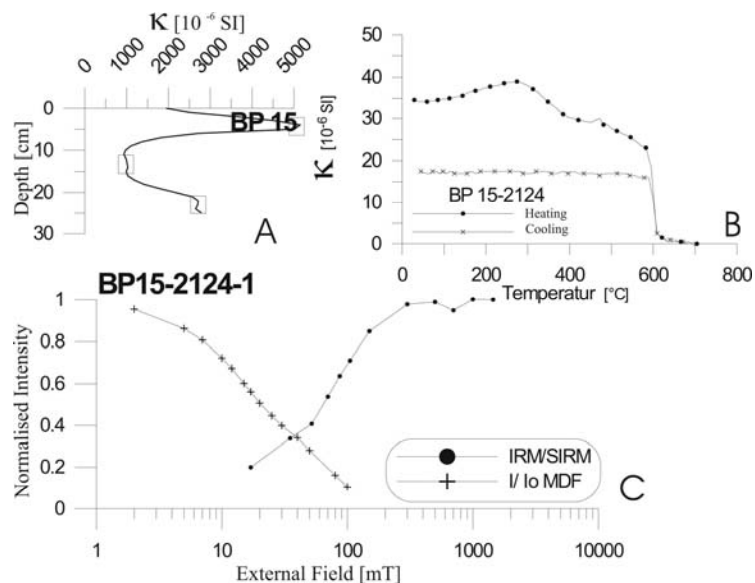 K [10 -6 SI]
0 1000 2000 3000 4000 5000
Depth [cm]
0
10
20
30
BP 15
A
K [10-6 SI]
50
40
30
20
10
0
BP 15-2124
Heating
Cooling
B
0 200 400 600 800
Temperatur [°C]
BP15-2124-1
Normalised Intensity
1
0.8
0.6
0.4
0.2
0
IRM/SIRM
I/ Io MDF
C
1 10 100 1000 10000
External Field [mT]